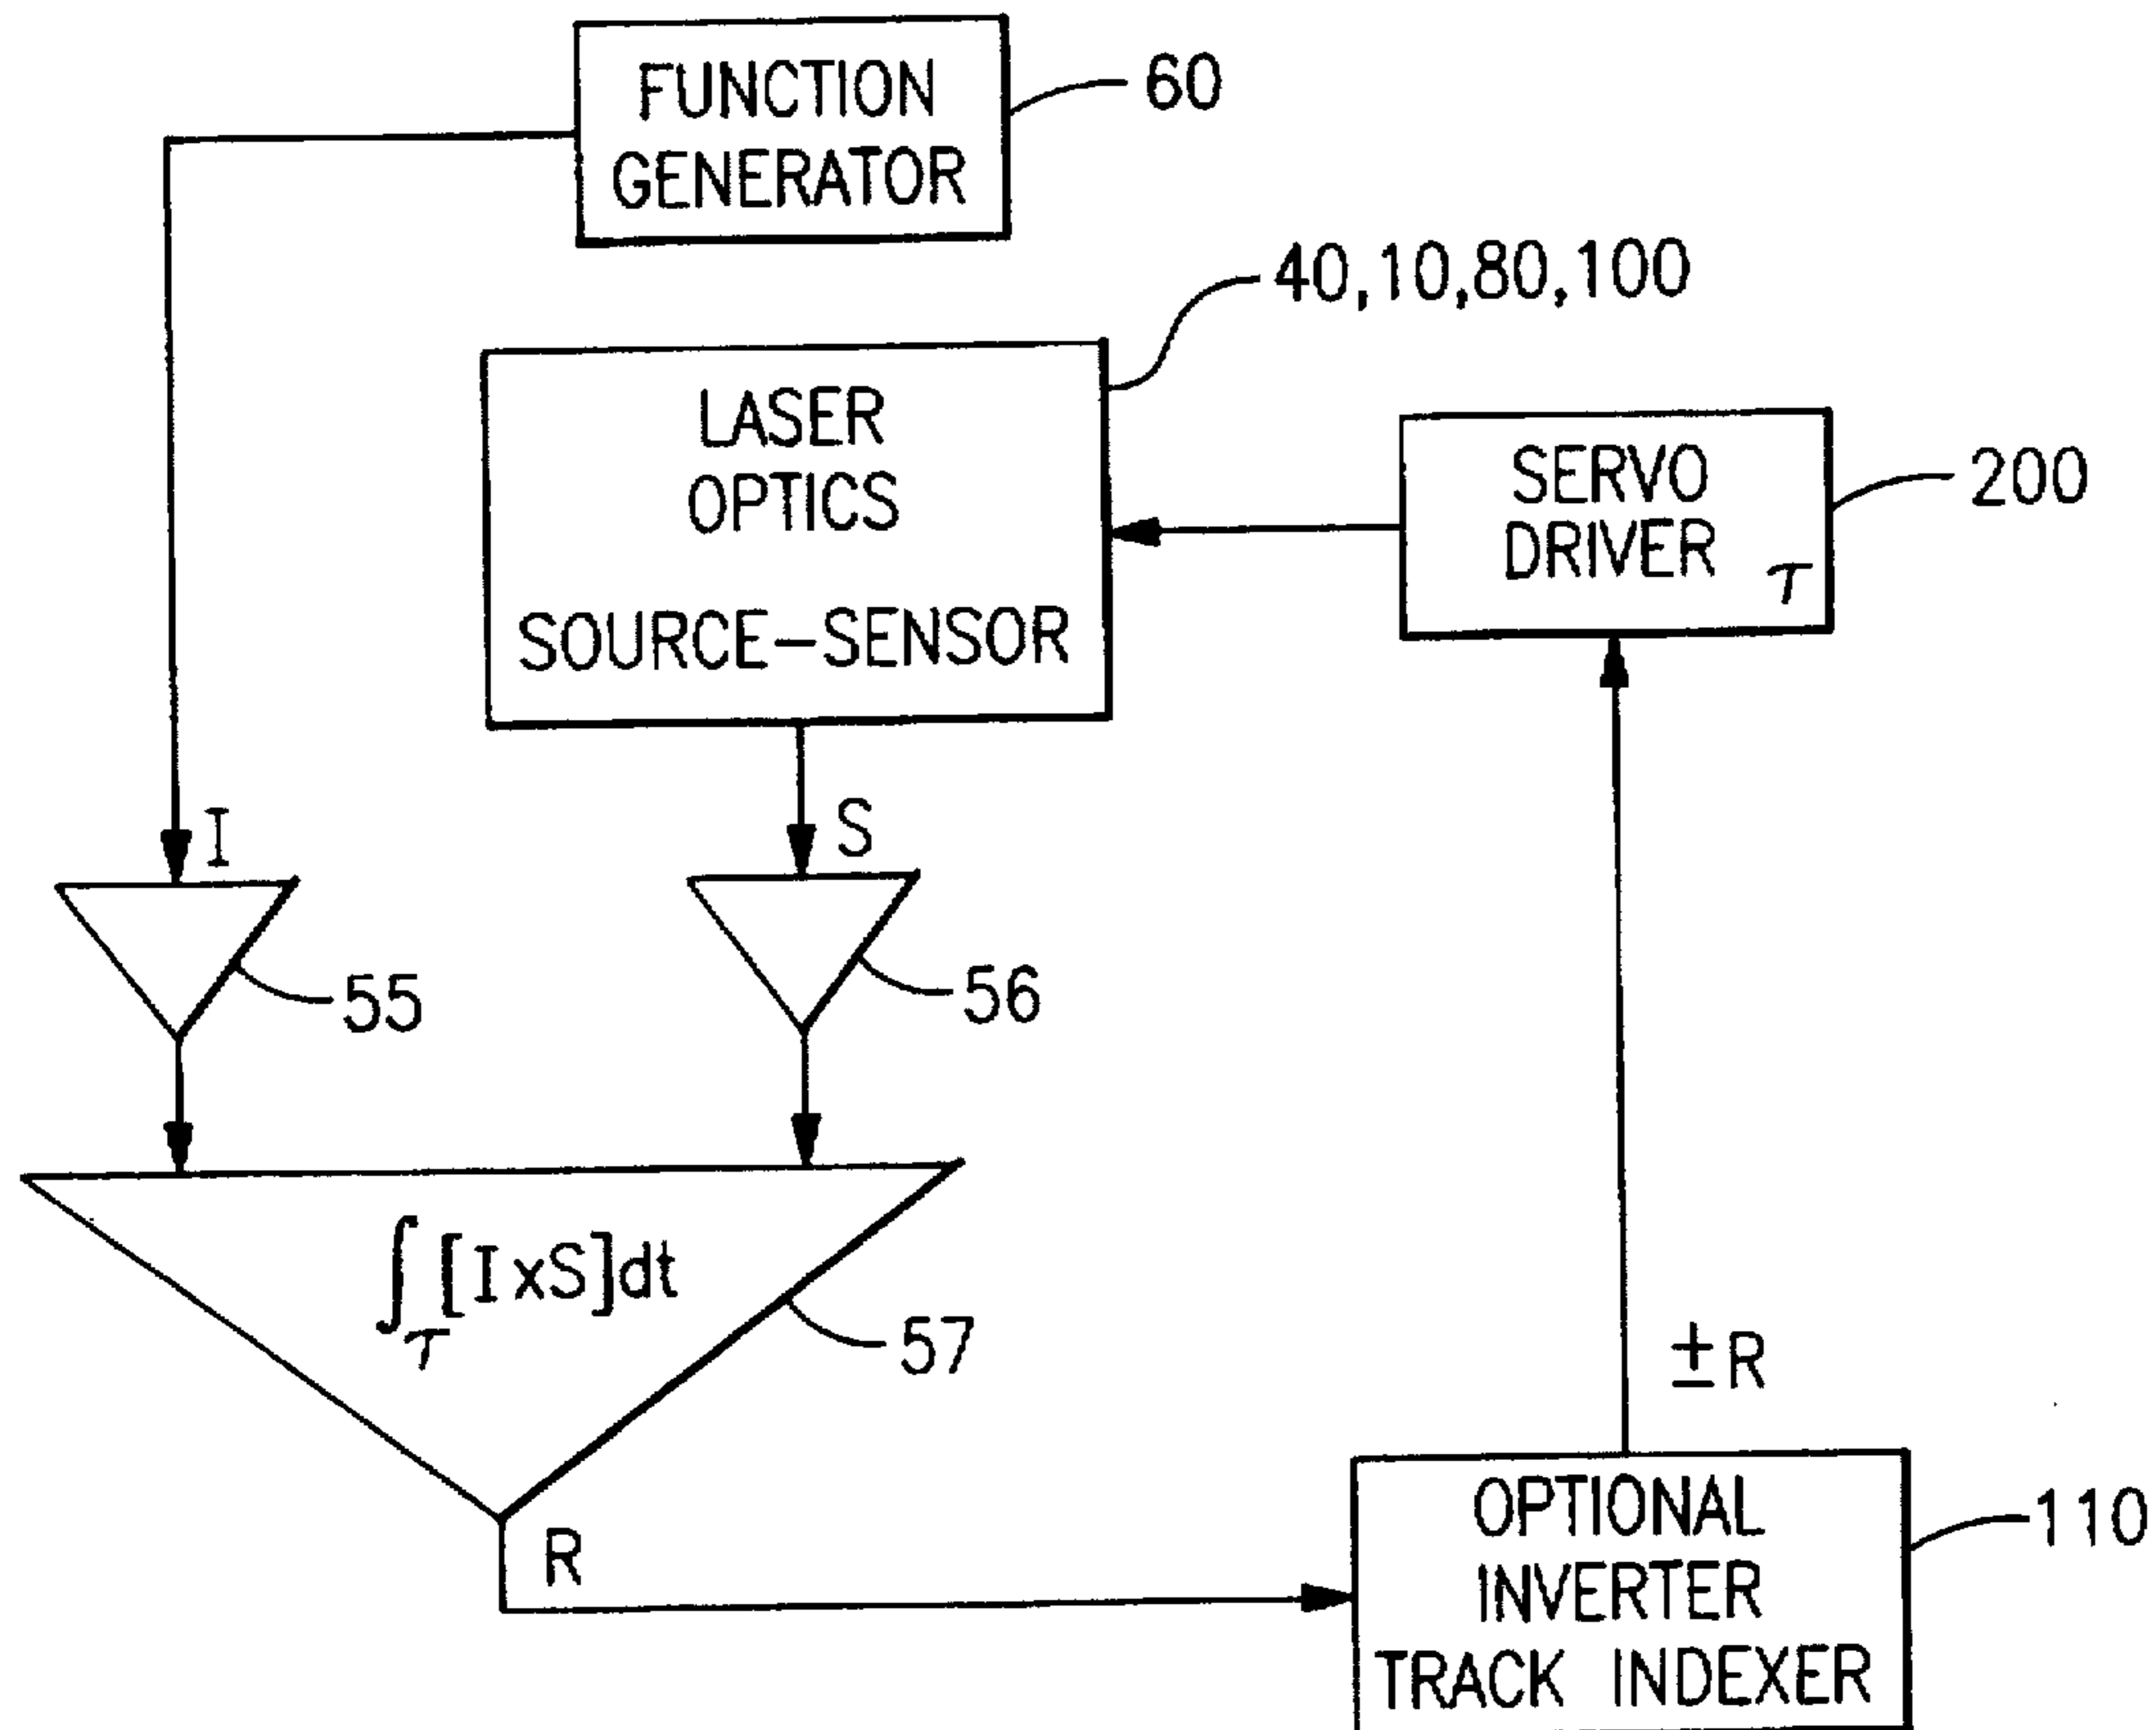 FUNCTION
GENERATOR
60
40,10,80,100
LASER
OPTICS
SOURCE–SENSOR
SERVO
DRIVER τ
200
I
S
55
56
∫τ [IxS]dt
57
R
±R
OPTIONAL
INVERTER
TRACK INDEXER
110